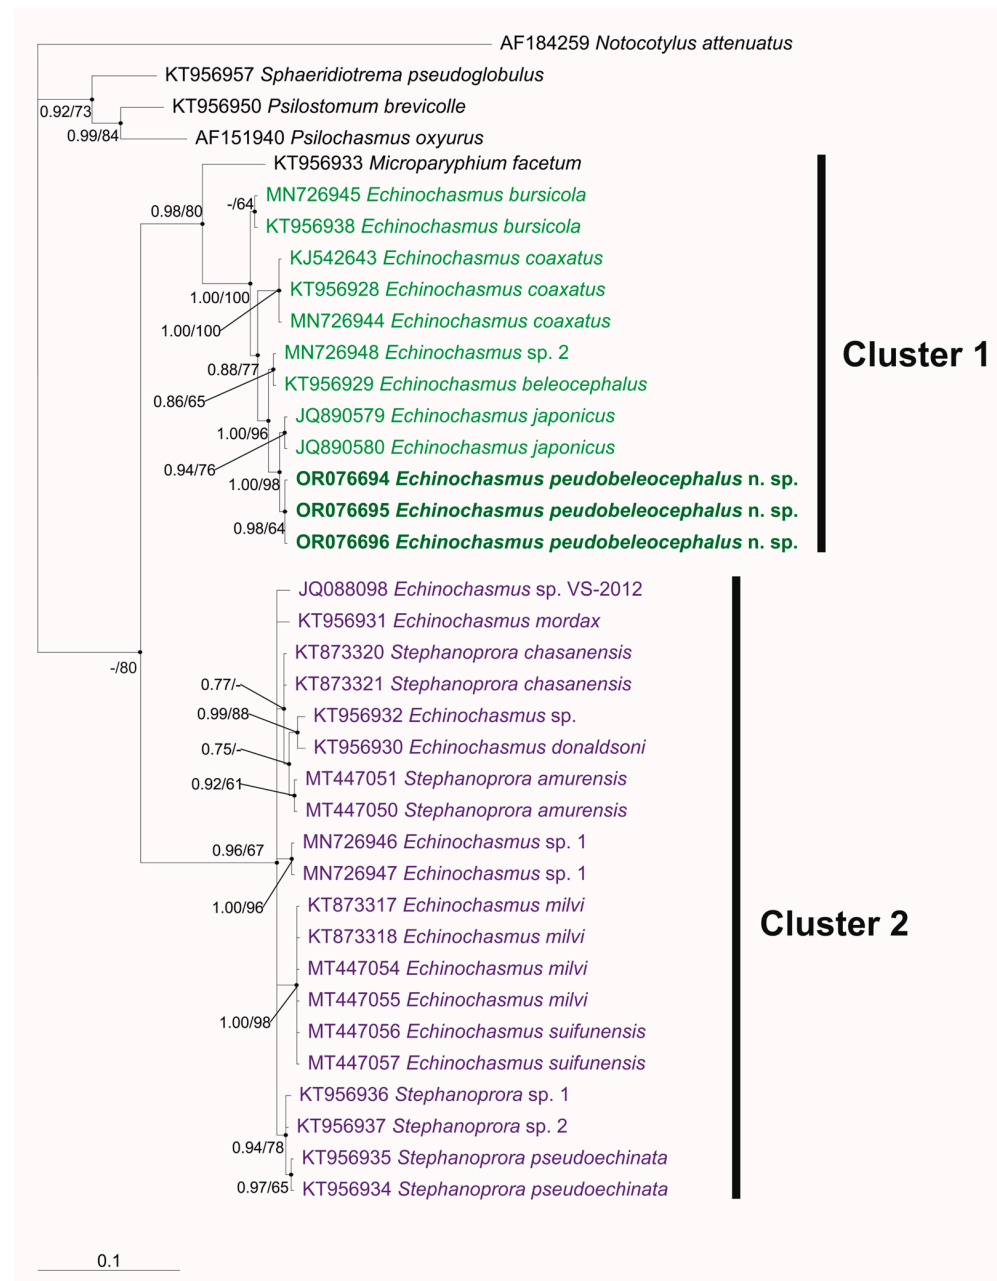 AF184259 Notocotylus attenuatus
KT956957 Sphaeridiotrema pseudoglobulus
0.92/73
KT956950 Psilostomum brevicolle
0.99/84
AF151940 Psilochasmus oxyurus
KT956933 Microparyphium facetum
MN726945 Echinochasmus bursicola
-/64
0.98/80
KT956938 Echinochasmus bursicola
KJ542643 Echinochasmus coaxatus
KT956928 Echinochasmus coaxatus
1.00/100
MN726944 Echinochasmus coaxatus
1.00/100
MN726948 Echinochasmus sp. 2
Cluster 1
0.88/77
KT956929 Echinochasmus beleocephalus
0.86/65
JQ890579 Echinochasmus japonicus
1.00/96
JQ890580 Echinochasmus japonicus
0.94/76
OR076694 Echinochasmus peudobeleocephalus n. sp.
1.00/98
OR076695 Echinochasmus peudobeleocephalus n. sp.
0.98/64
OR076696 Echinochasmus peudobeleocephalus n. sp.
JQ088098 Echinochasmus sp. VS-2012
KT956931 Echinochasmus mordax
KT873320 Stephanoprora chasanensis
-/80
KT873321 Stephanoprora chasanensis
0.77/-
0.99/88
KT956932 Echinochasmus sp.
KT956930 Echinochasmus donaldsoni
0.75/-
MT447051 Stephanoprora amurensis
0.92/61
MT447050 Stephanoprora amurensis
MN726946 Echinochasmus sp. 1
0.96/67
MN726947 Echinochasmus sp. 1
1.00/96
KT873317 Echinochasmus milvi
Cluster 2
KT873318 Echinochasmus milvi
MT447054 Echinochasmus milvi
MT447055 Echinochasmus milvi
1.00/98
MT447056 Echinochasmus suifunensis
MT447057 Echinochasmus suifunensis
KT956936 Stephanoprora sp. 1
KT956937 Stephanoprora sp. 2
0.94/78
KT956935 Stephanoprora pseudoechinata
0.97/65
KT956934 Stephanoprora pseudoechinata
0.1